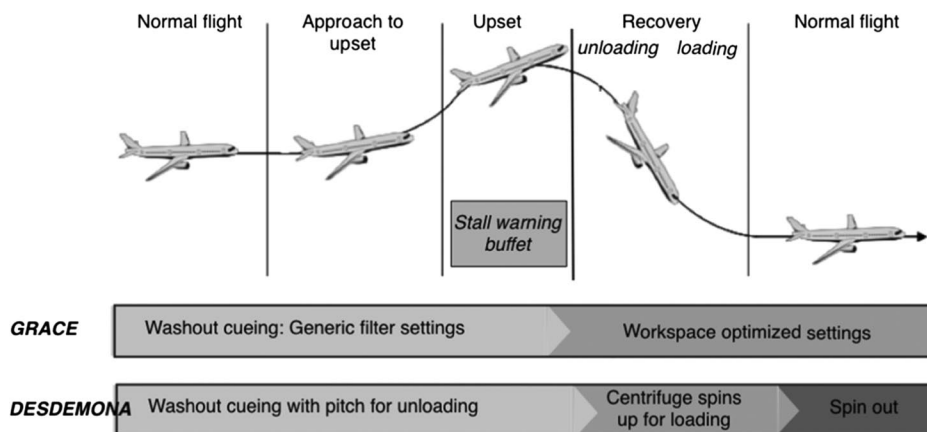 Normal flight
Approach to
upset
Upset
Recovery
unloading loading
Normal flight
Stall warning
buffet
GRACE
Washout cueing: Generic filter settings
Workspace optimized settings
DESDEMONA
Washout cueing with pitch for unloading
Centrifuge spins
up for loading
Spin out